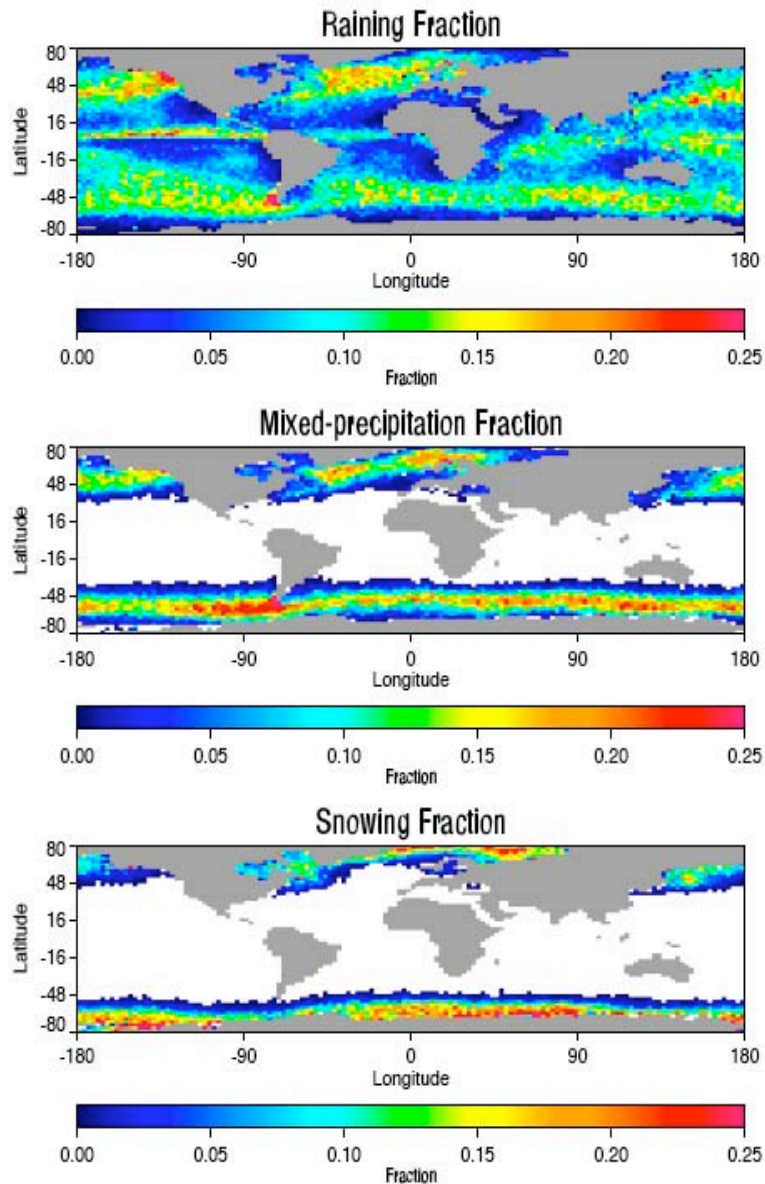 Raining Fraction
80
48
16
-16
-48
-80
Latitude
-180 -90 0 90 180
Longitude
0.00 0.05 0.10 0.15 0.20 0.25
Fraction
Mixed-precipitation Fraction
80
48
16
-16
-48
-80
Latitude
-180 -90 0 90 180
Longitude
0.00 0.05 0.10 0.15 0.20 0.25
Fraction
Snowing Fraction
80
48
16
-16
-48
-80
Latitude
-180 -90 0 90 180
Longitude
0.00 0.05 0.10 0.15 0.20 0.25
Fraction